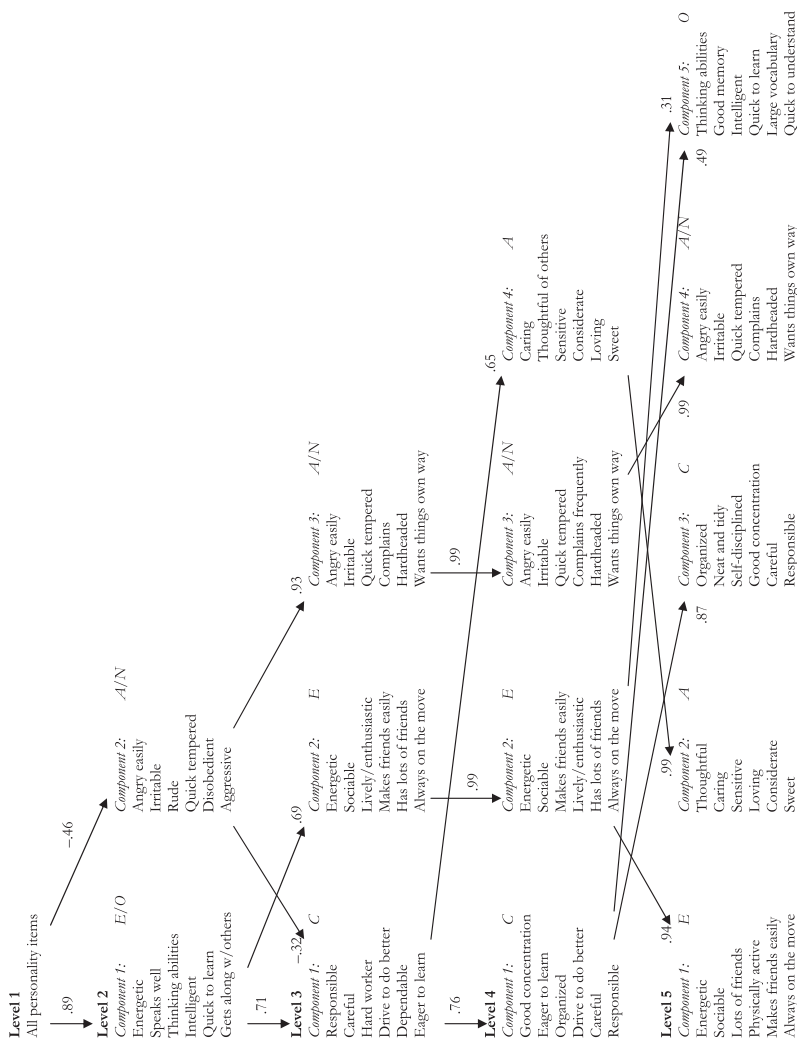 Level 1
All personality items
.89
–.46
Level 2
Component 1: E/O
Energetic
Speaks well
Thinking abilities
Intelligent
Quick to learn
Gets along w/others
Component 2: A/N
Angry easily
Irritable
Rude
Quick tempered
Disobedient
Aggressive
.71
–.32
.69
.93
Level 3
Component 1: C
Responsible
Careful
Hard worker
Drive to do better
Dependable
Eager to learn
Component 2: E
Energetic
Sociable
Lively/enthusiastic
Makes friends easily
Has lots of friends
Always on the move
Component 3: A/N
Angry easily
Irritable
Quick tempered
Complains
Hardheaded
Wants things own way
.76
.99
.99
.65
Level 4
Component 1: C
Good concentration
Eager to learn
Organized
Drive to do better
Careful
Responsible
Component 2: E
Energetic
Sociable
Makes friends easily
Lively/enthusiastic
Has lots of friends
Always on the move
Component 3: A/N
Angry easily
Irritable
Quick tempered
Complains frequently
Hardheaded
Wants things own way
Component 4: A
Caring
Thoughtful of others
Sensitive
Considerate
Loving
Sweet
.94
.99
.87
.99
.49
.31
Level 5
Component 1: E
Energetic
Sociable
Lots of friends
Physically active
Makes friends easily
Always on the move
Component 2: A
Thoughtful
Caring
Sensitive
Loving
Considerate
Sweet
Component 3: C
Organized
Neat and tidy
Self-disciplined
Good concentration
Careful
Responsible
Component 4: A/N
Angry easily
Irritable
Quick tempered
Complains
Hardheaded
Wants things own way
Component 5: O
Thinking abilities
Good memory
Intelligent
Quick to learn
Large vocabulary
Quick to understand